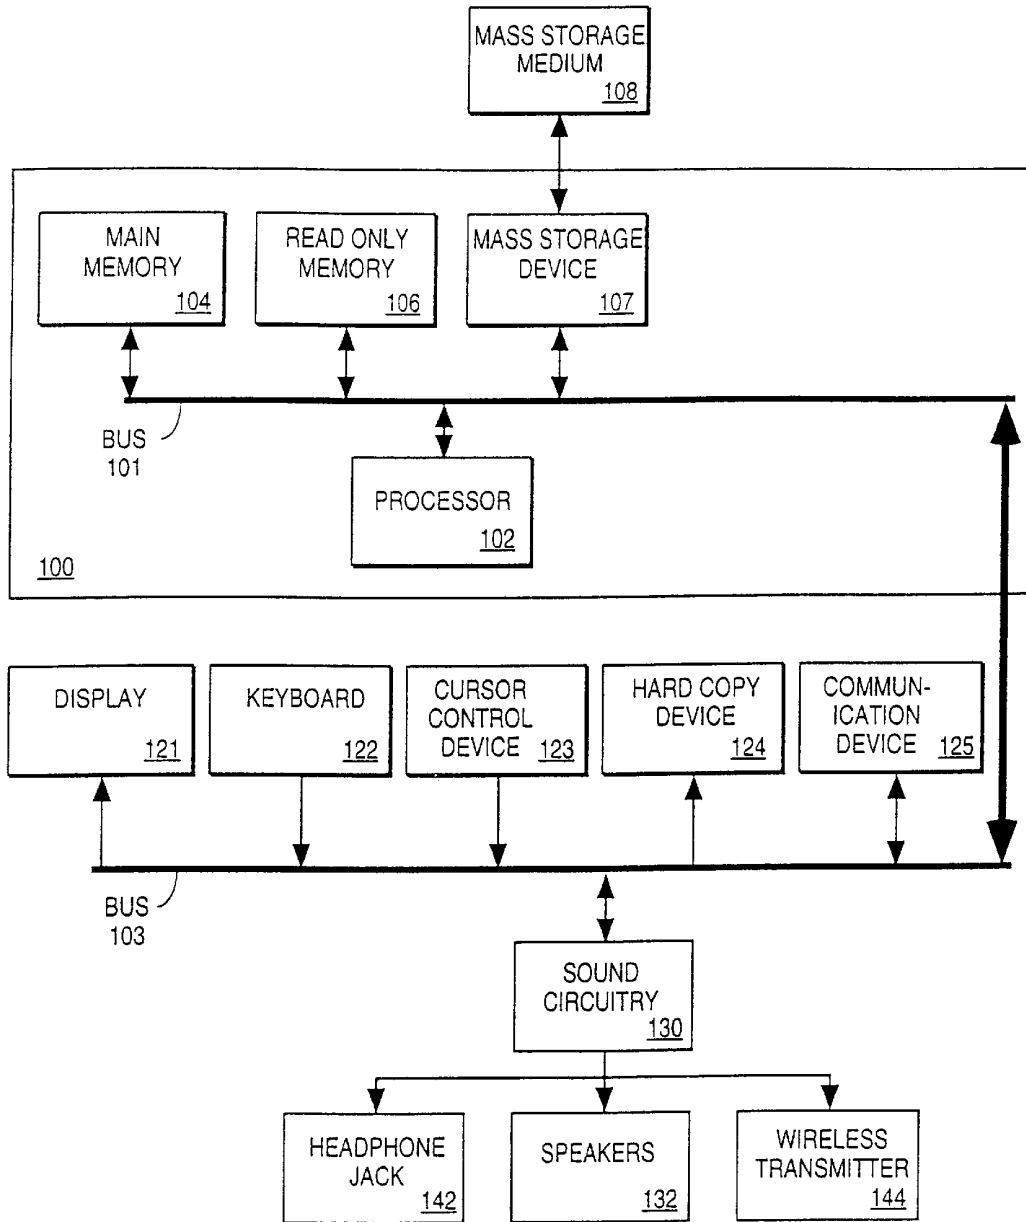 MASS STORAGE
MEDIUM
108
MAIN
MEMORY
104
READ ONLY
MEMORY
106
MASS STORAGE
DEVICE
107
BUS
101
PROCESSOR
102
100
DISPLAY
121
KEYBOARD
122
CURSOR
CONTROL
DEVICE
123
HARD COPY
DEVICE
124
COMMUN-
ICATION
DEVICE
125
BUS
103
SOUND
CIRCUITRY
130
HEADPHONE
JACK
142
SPEAKERS
132
WIRELESS
TRANSMITTER
144